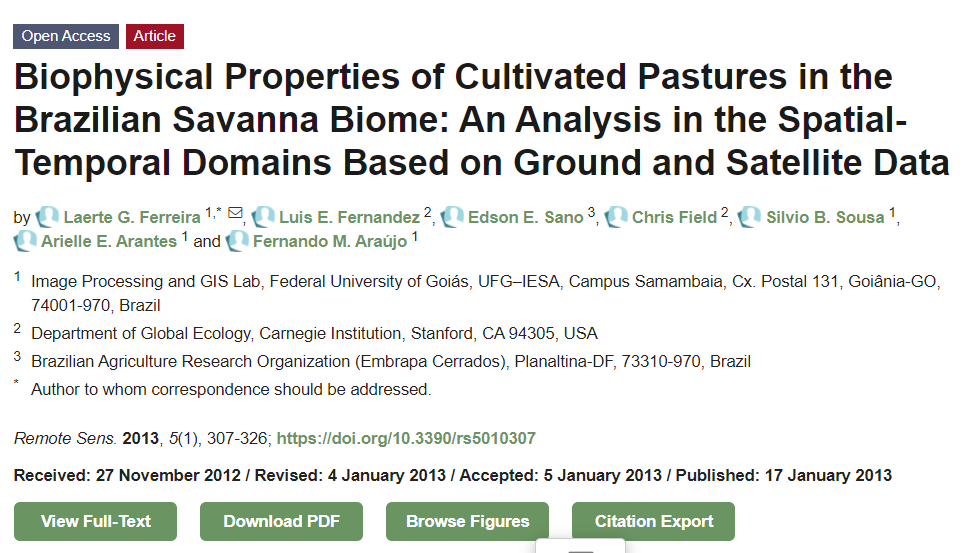 Open Access Article
Biophysical Properties of Cultivated Pastures in the
Brazilian Savanna Biome: An Analysis in the Spatial-
Temporal Domains Based on Ground and Satellite Data
by Laerte G. Ferreira 1,* , Luis E. Fernandez 2, Edson E. Sano 3, Chris Field 2, Silvio B. Sousa 1,
Arielle E. Arantes 1 and Fernando M. Araújo 1
1 Image Processing and GIS Lab, Federal University of Goiás, UFG–IESA, Campus Samambaia, Cx. Postal 131, Goiânia-GO,
74001-970, Brazil
2 Department of Global Ecology, Carnegie Institution, Stanford, CA 94305, USA
3 Brazilian Agriculture Research Organization (Embrapa Cerrados), Planaltina-DF, 73310-970, Brazil
* Author to whom correspondence should be addressed.
Remote Sens. 2013, 5(1), 307-326; https://doi.org/10.3390/rs5010307
Received: 27 November 2012 / Revised: 4 January 2013 / Accepted: 5 January 2013 / Published: 17 January 2013
View Full-Text Download PDF Browse Figures Citation Export